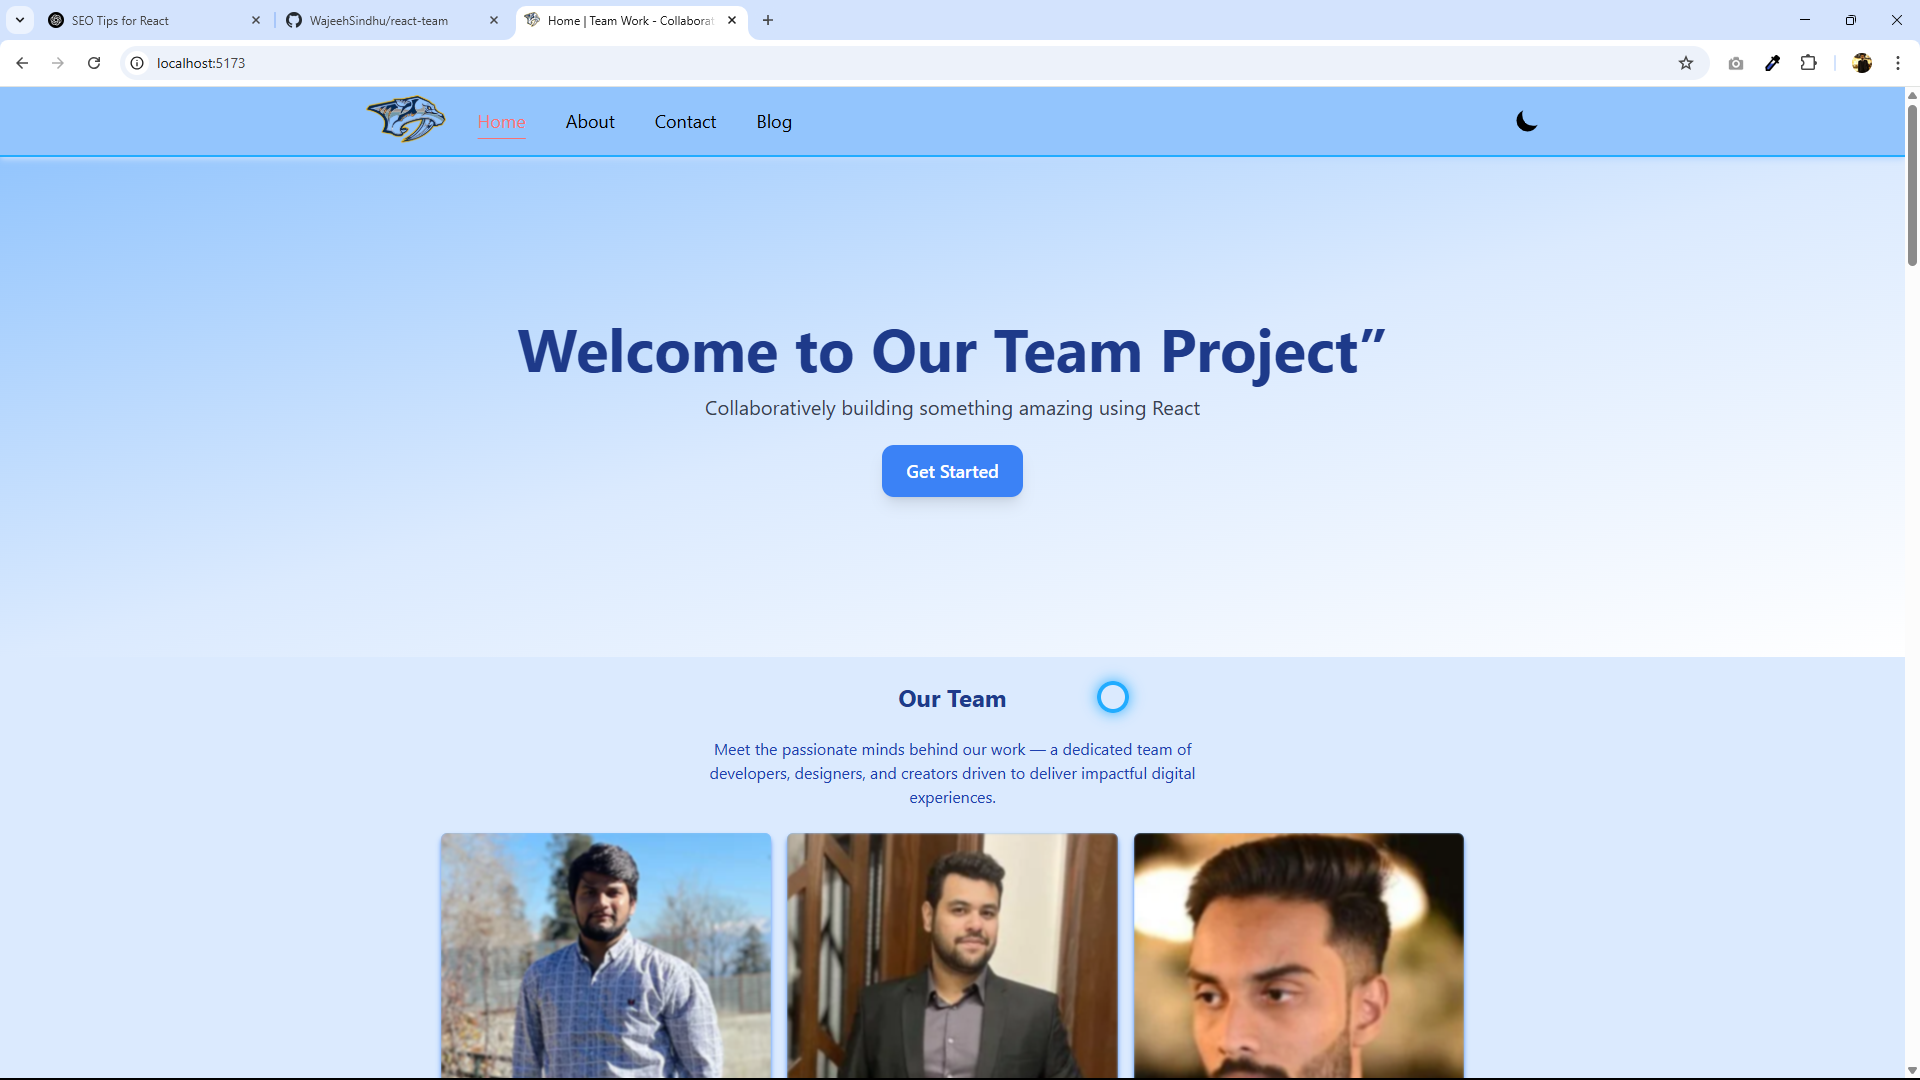 SEO Tips for React
WajeehSindhu/react-team
Home | Team Work - Collaborat
localhost:5173
Home
About
Contact
Blog
Welcome to Our Team Project”
Collaboratively building something amazing using React
Get Started
Our Team
Meet the passionate minds behind our work — a dedicated team of
developers, designers, and creators driven to deliver impactful digital
experiences.